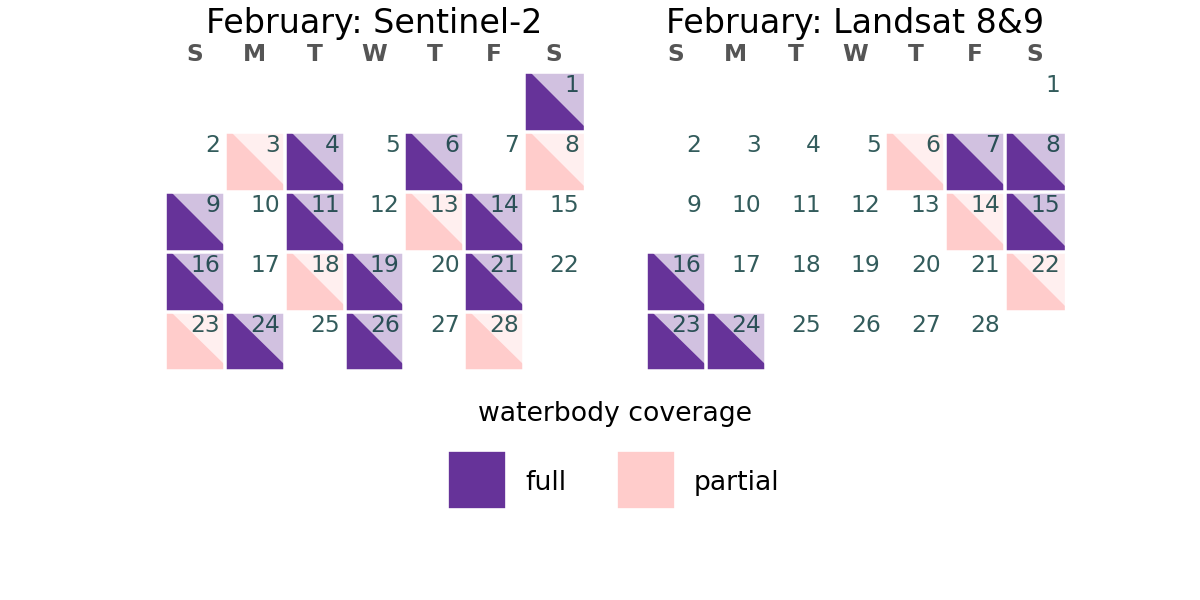 February: Sentinel-2
S M T W T F S
1
2 3 4 5 6 7 8
9 10 11 12 13 14 15
16 17 18 19 20 21 22
23 24 25 26 27 28
February: Landsat 8&9
S M T W T F S
1
2 3 4 5 6 7 8
9 10 11 12 13 14 15
16 17 18 19 20 21 22
23 24 25 26 27 28
waterbody coverage
full partial